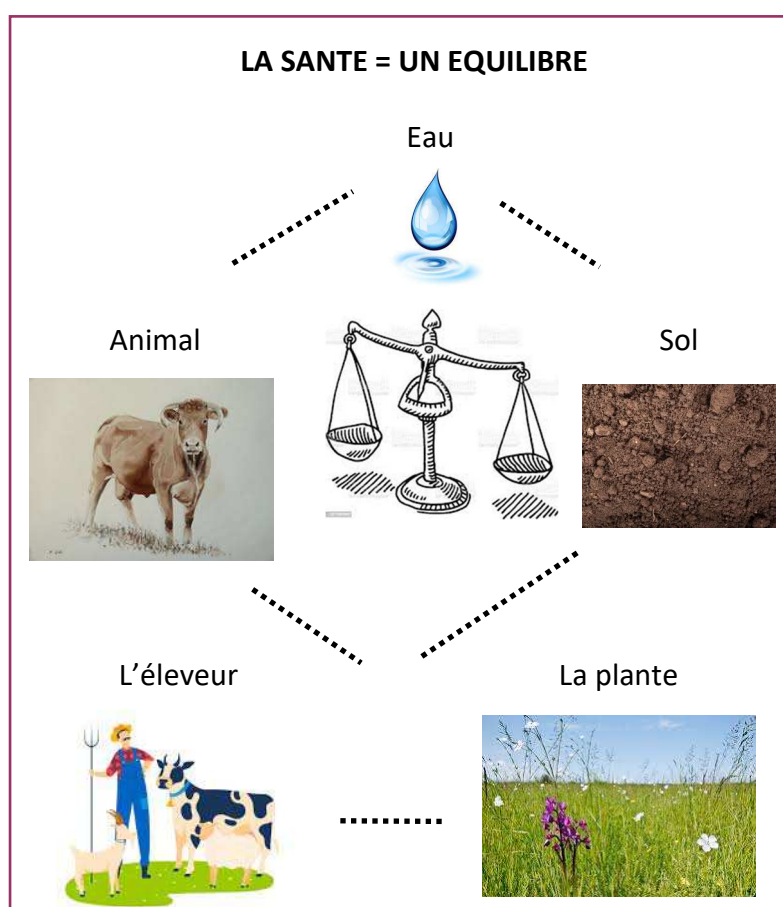 LA SANTE = UN EQUILIBRE
Eau
Animal
Sol
L’éleveur
La plante